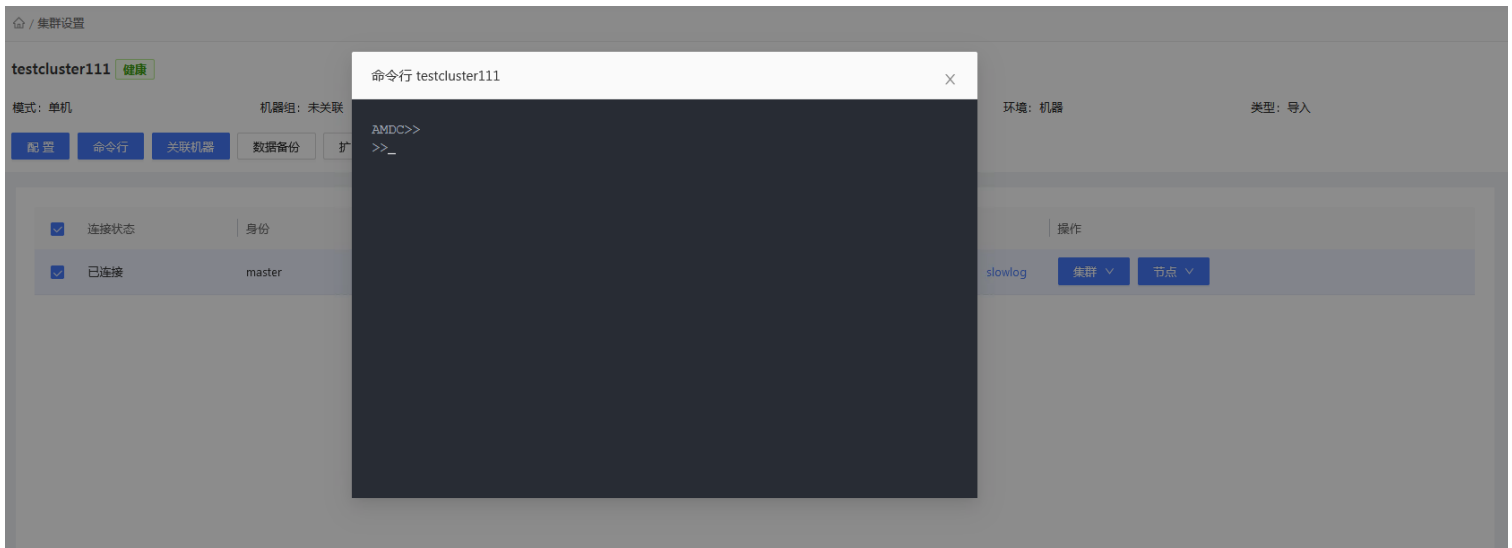 / 集群设置
testcluster111 健康
模式：单机 机器组：未关联 环境：机器 类型：导入
配 置 命令行 关联机器 数据备份 扩
命令行 testcluster111
AMDC>>
>>_
连接状态 身份 操作
已连接 master slowlog 集群 节点